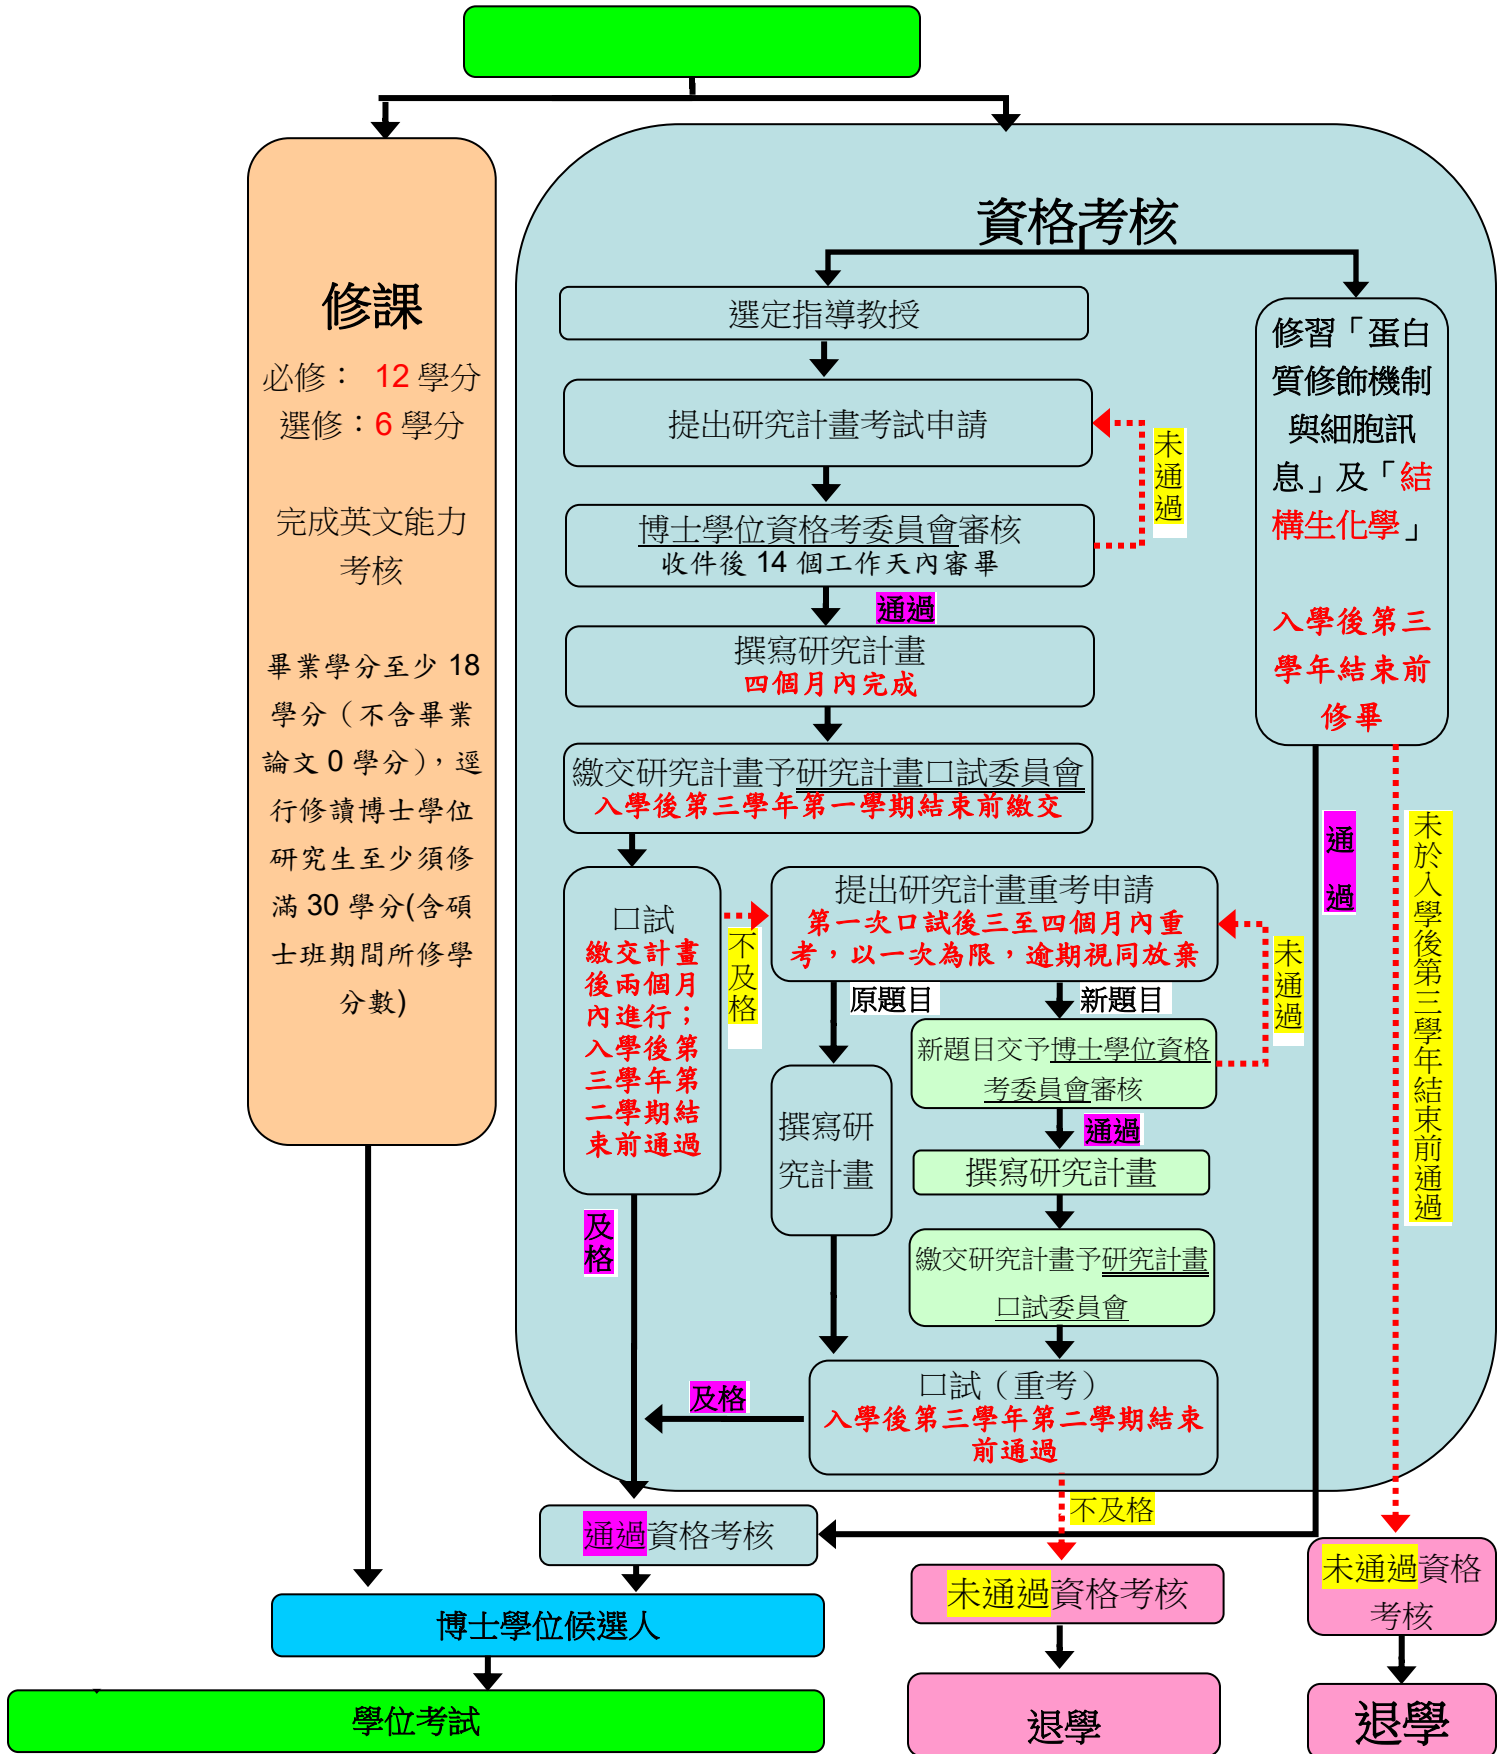 資格考核
修課
必修： 12 學分
選修：6 學分
完成英文能力
考核
畢業學分至少 18
學分（不含畢業
論文 0 學分），逕
行修讀博士學位
研究生至少須修
滿 30 學分(含碩
士班期間所修學
分數)
選定指導教授
提出研究計畫考試申請
未通過
博士學位資格考委員會審核
收件後 14 個工作天內審畢
通過
撰寫研究計畫
四個月內完成
繳交研究計畫予研究計畫口試委員會
入學後第三學年第一學期結束前繳交
口試
繳交計畫
後兩個月
內進行；
入學後第
三學年第
二學期結
束前通過
不及格
提出研究計畫重考申請
第一次口試後三至四個月內重
考，以一次為限，逾期視同放棄
未通過
原題目
新題目
新題目交予博士學位資格
考委員會審核
通過
撰寫研
究計畫
撰寫研究計畫
繳交研究計畫予研究計畫
口試委員會
及格
口試（重考）
入學後第三學年第二學期結束
前通過
及格
不及格
修習「蛋白
質修飾機制
與細胞訊
息」及「結
構生化學」
入學後第三
學年結束前
修畢
通過
未於入學後第三學年結束前通過
通過資格考核
未通過資格考核
未通過資格
考核
博士學位候選人
學位考試
退學
退學